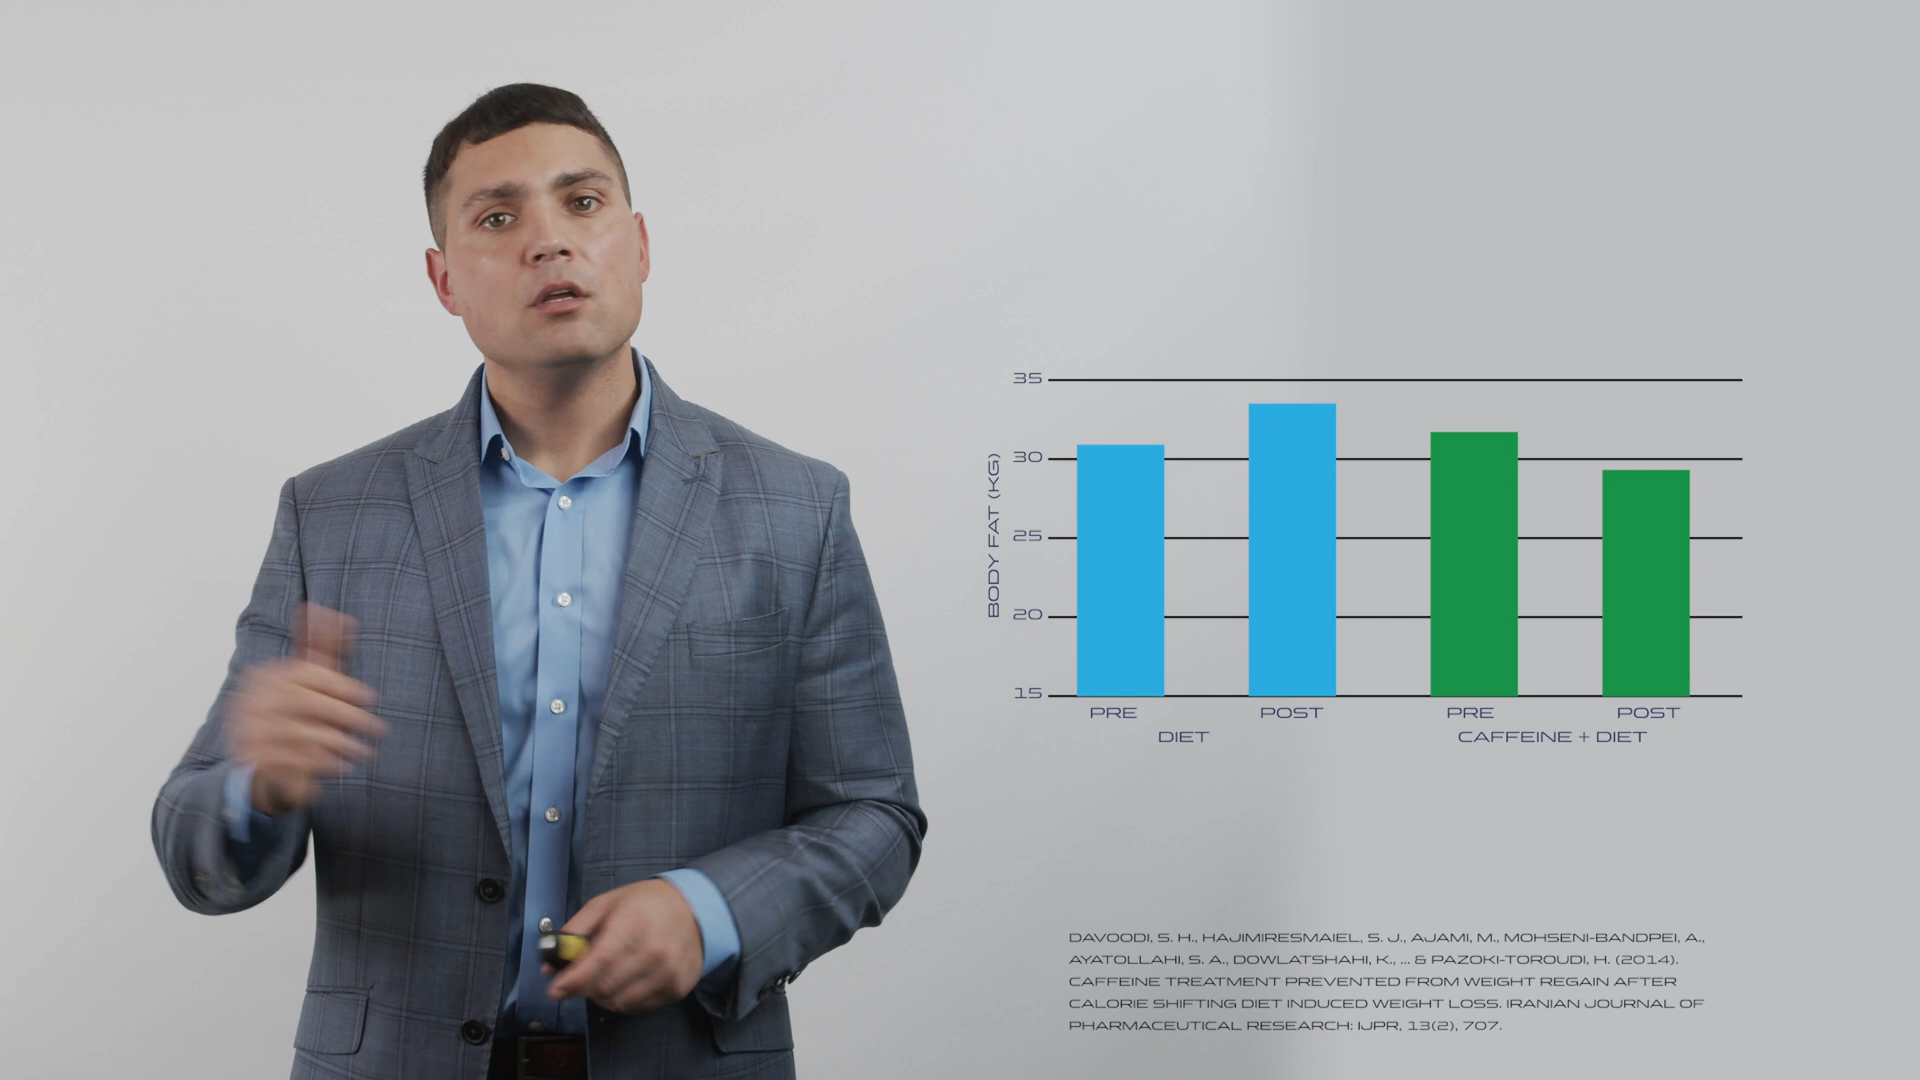 35
30
25
20
15
BODY FAT (KG)
PRE POST PRE POST
DIET CAFFEINE + DIET
DAVOODI, S. H., HAJIMIRESMAIEL, S. J., AJAMI, M., MOHSENI-BANDPEI, A.,
AYATOLLAHI, S. A., DOWLATSHAHI, K., ... & PAZOKI-TOROUDI, H. (2014).
CAFFEINE TREATMENT PREVENTED FROM WEIGHT REGAIN AFTER
CALORIE SHIFTING DIET INDUCED WEIGHT LOSS. IRANIAN JOURNAL OF
PHARMACEUTICAL RESEARCH: IJPR, 13(2), 707.